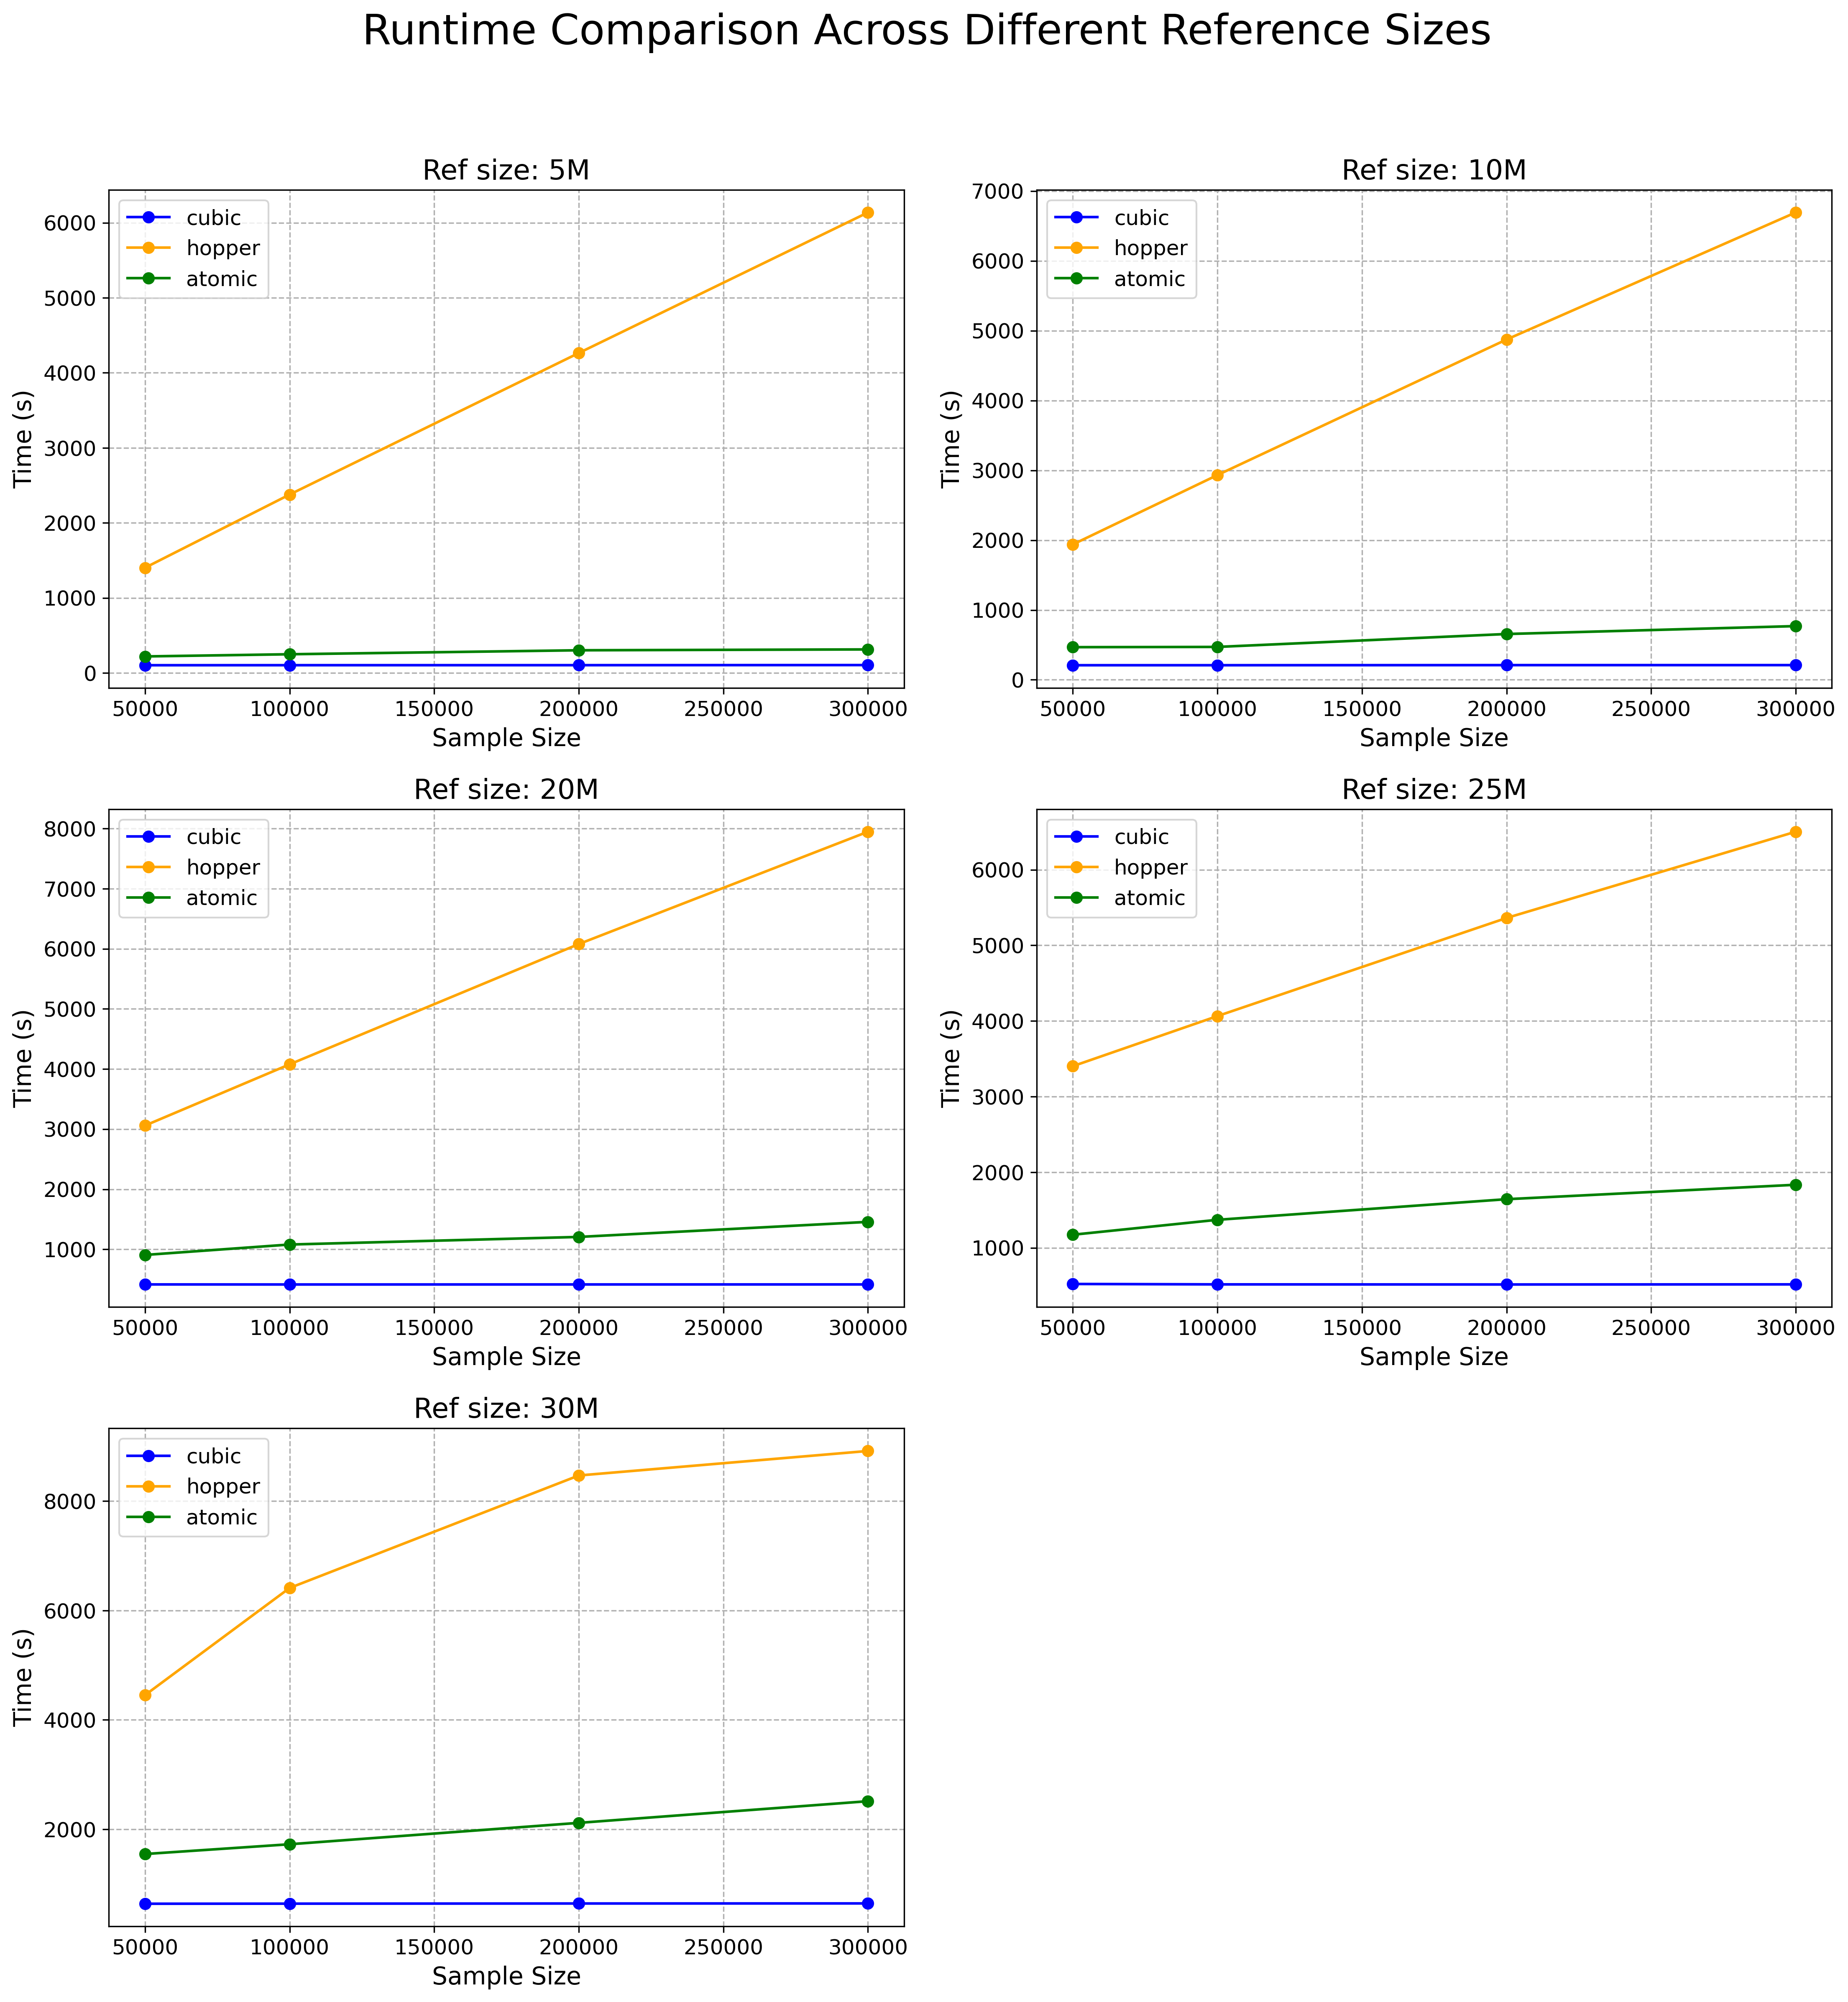 Runtime Comparison Across Different Reference Sizes
Ref size: 5M
cubic
hopper
atomic
6000
5000
4000
3000
2000
1000
0
Time (s)
50000 100000 150000 200000 250000 300000
Sample Size
Ref size: 10M
cubic
hopper
atomic
7000
6000
5000
4000
3000
2000
1000
0
Time (s)
50000 100000 150000 200000 250000 300000
Sample Size
Ref size: 20M
cubic
hopper
atomic
8000
7000
6000
5000
4000
3000
2000
1000
Time (s)
50000 100000 150000 200000 250000 300000
Sample Size
Ref size: 25M
cubic
hopper
atomic
6000
5000
4000
3000
2000
1000
Time (s)
50000 100000 150000 200000 250000 300000
Sample Size
Ref size: 30M
cubic
hopper
atomic
8000
6000
4000
2000
Time (s)
50000 100000 150000 200000 250000 300000
Sample Size